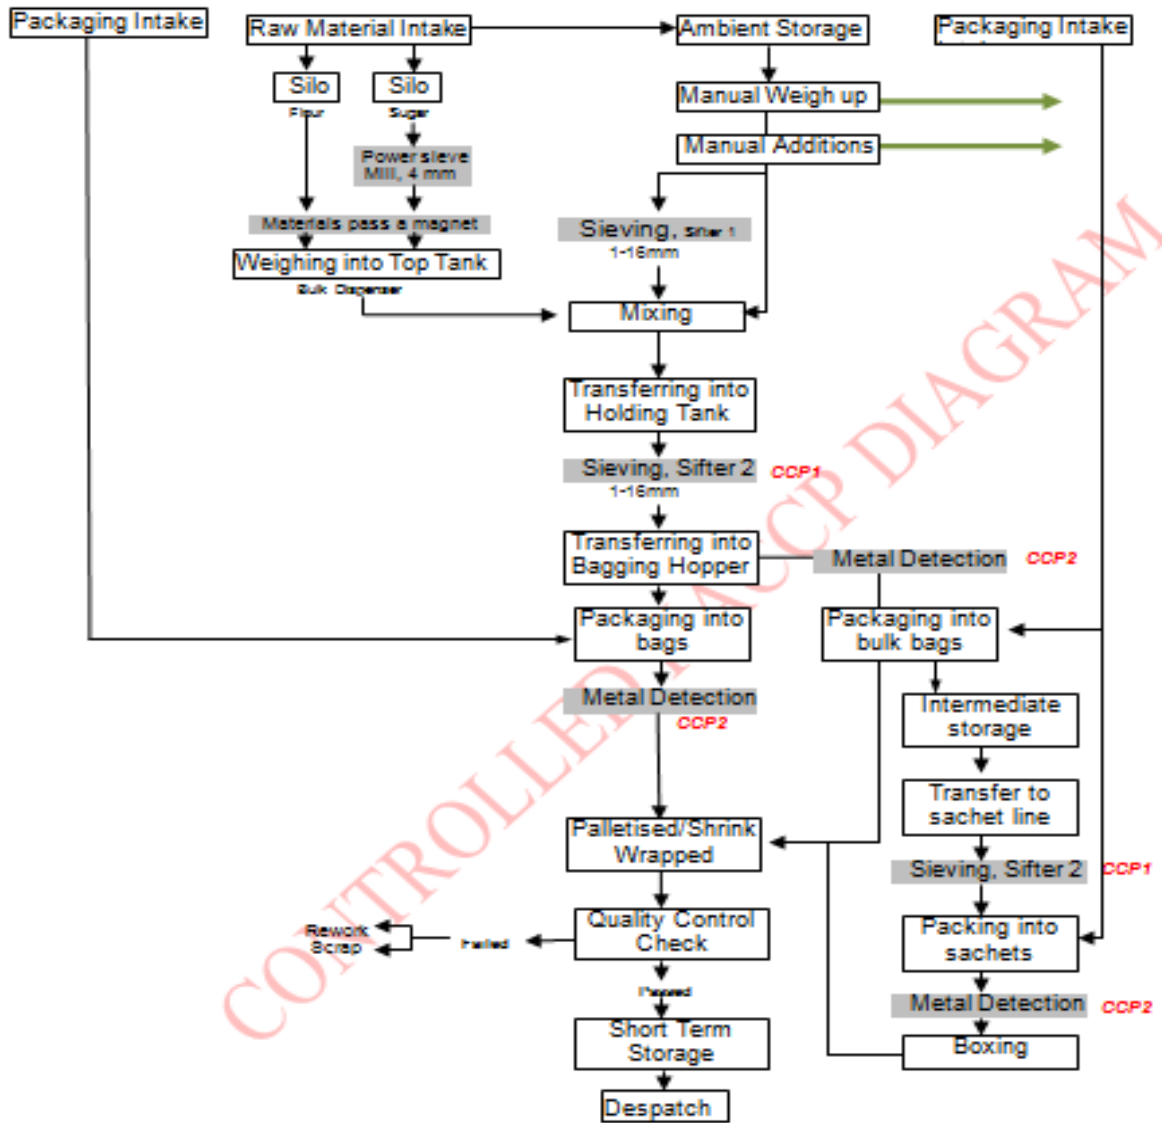 Packaging Intake
Raw Material Intake
Ambient Storage
Packaging Intake
Silo
Silo
Flour
Sugar
Manual Weigh up
Manual Additions
Power sieve
Mill, 4 mm
Materials pass a magnet
Weighing into Top Tank
Bulk Dispenser
Sieving, Sifter 1
1-16mm
Mixing
Transferring into
Holding Tank
Sieving, Sifter 2
CCP1
1-16mm
Transferring into
Bagging Hopper
Metal Detection
CCP2
Packaging into
bags
Packaging into
bulk bags
Metal Detection
CCP2
Intermediate
storage
Transfer to
sachet line
Palletised/Shrink
Wrapped
Sieving, Sifter 2
CCP1
Quality Control
Check
Failed
Rework
Scrap
Packing into
sachets
Passed
Metal Detection
CCP2
Short Term
Storage
Boxing
Despatch
CONTROLLED HACCP DIAGRAM